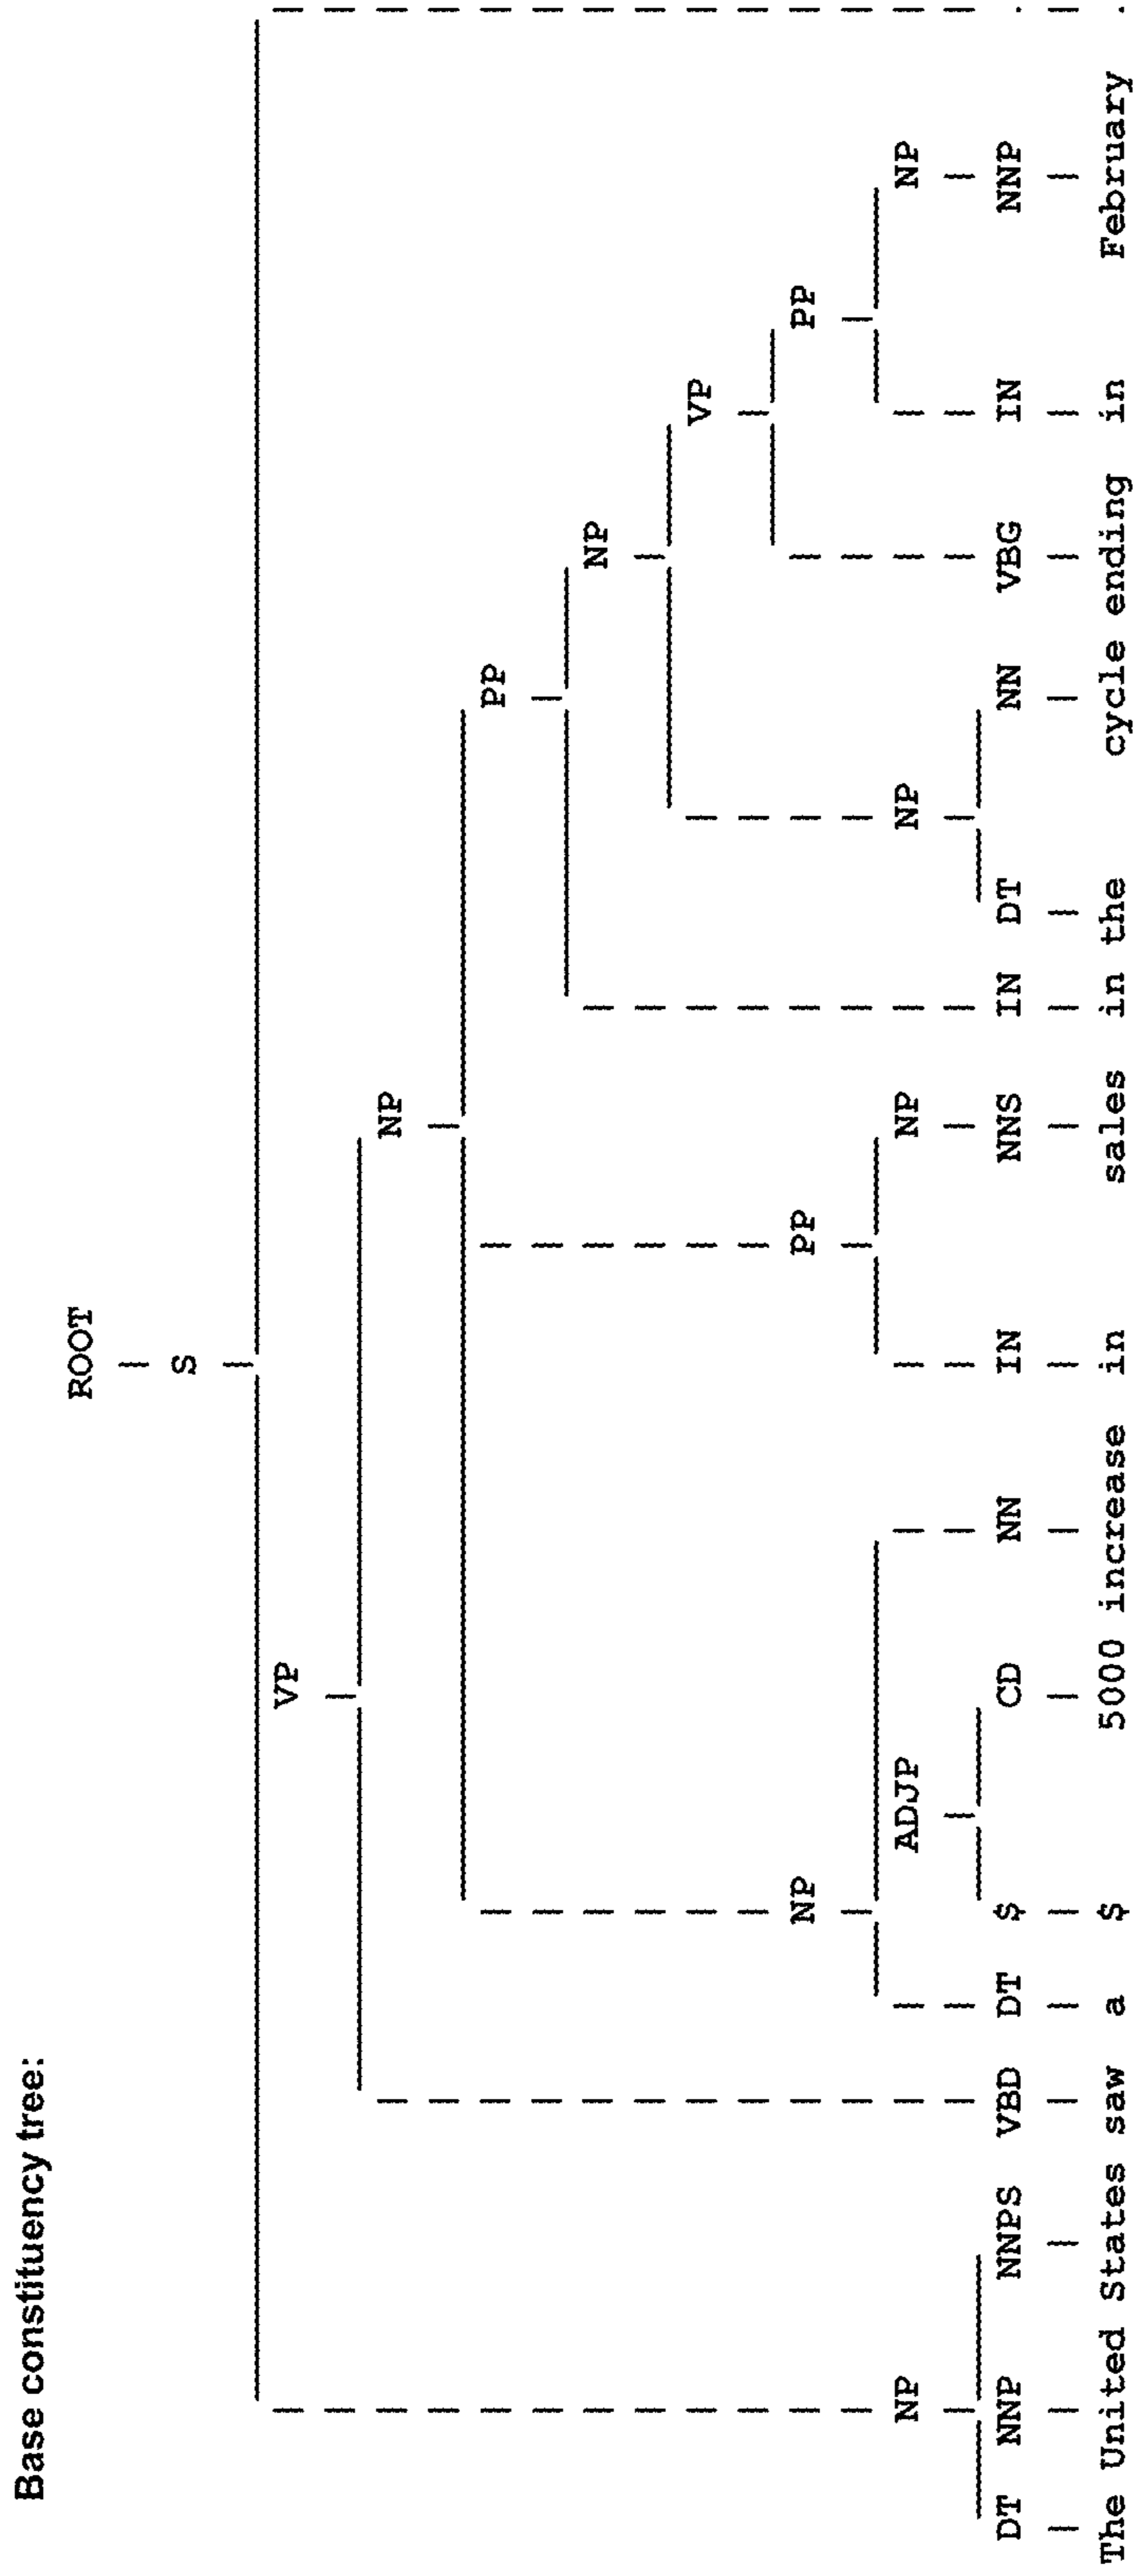 Base constituency tree:
ROOT
S
VP
NP
PP
NP
VP
NP PP PP
NP ADJP NP NP NP
DT NNP NNPS VBD DT $ CD NN IN NNS IN DT NN VBG IN NNP .
The United States saw a $ 5000 increase in sales in the cycle ending in February .